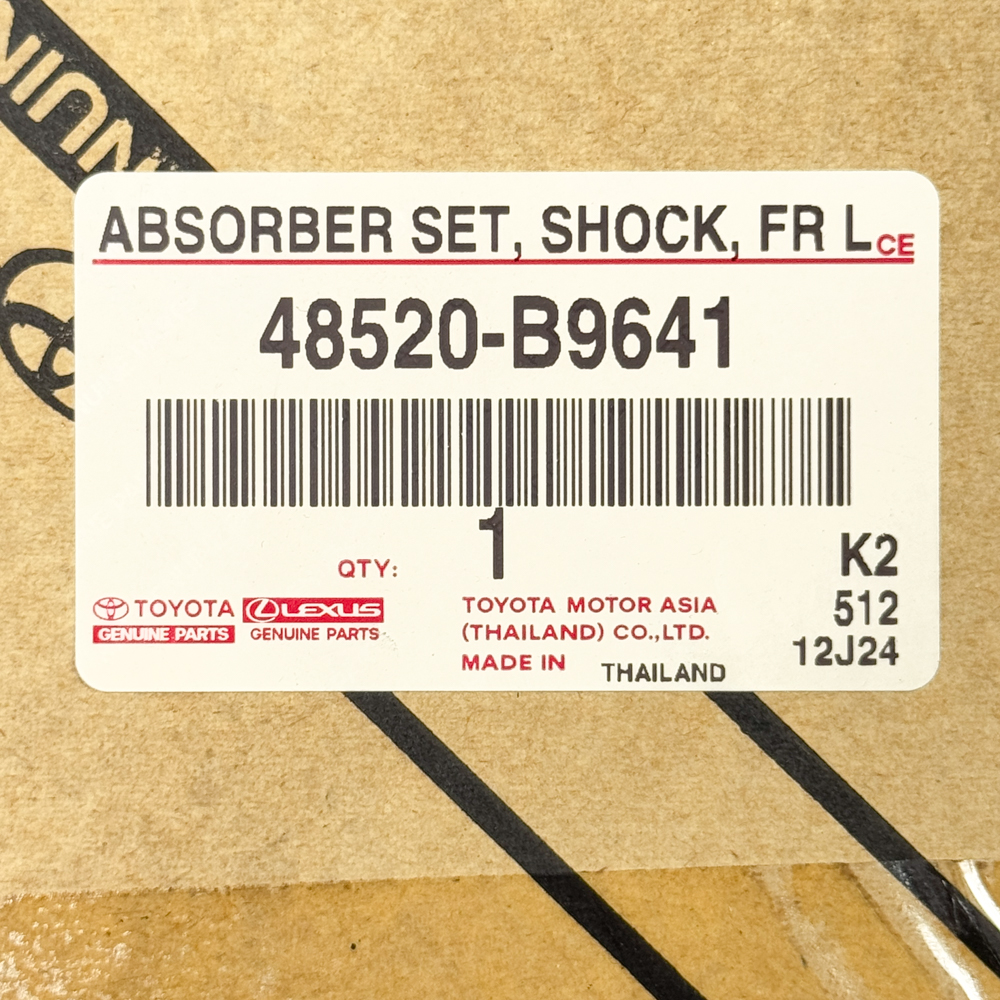 ABSORBER SET, SHOCK, FR L CE
48520-B9641
QTY: 1
K2
512
12J24
TOYOTA
GENUINE PARTS
LEXUS
GENUINE PARTS
TOYOTA MOTOR ASIA
(THAILAND) CO.,LTD.
MADE IN THAILAND